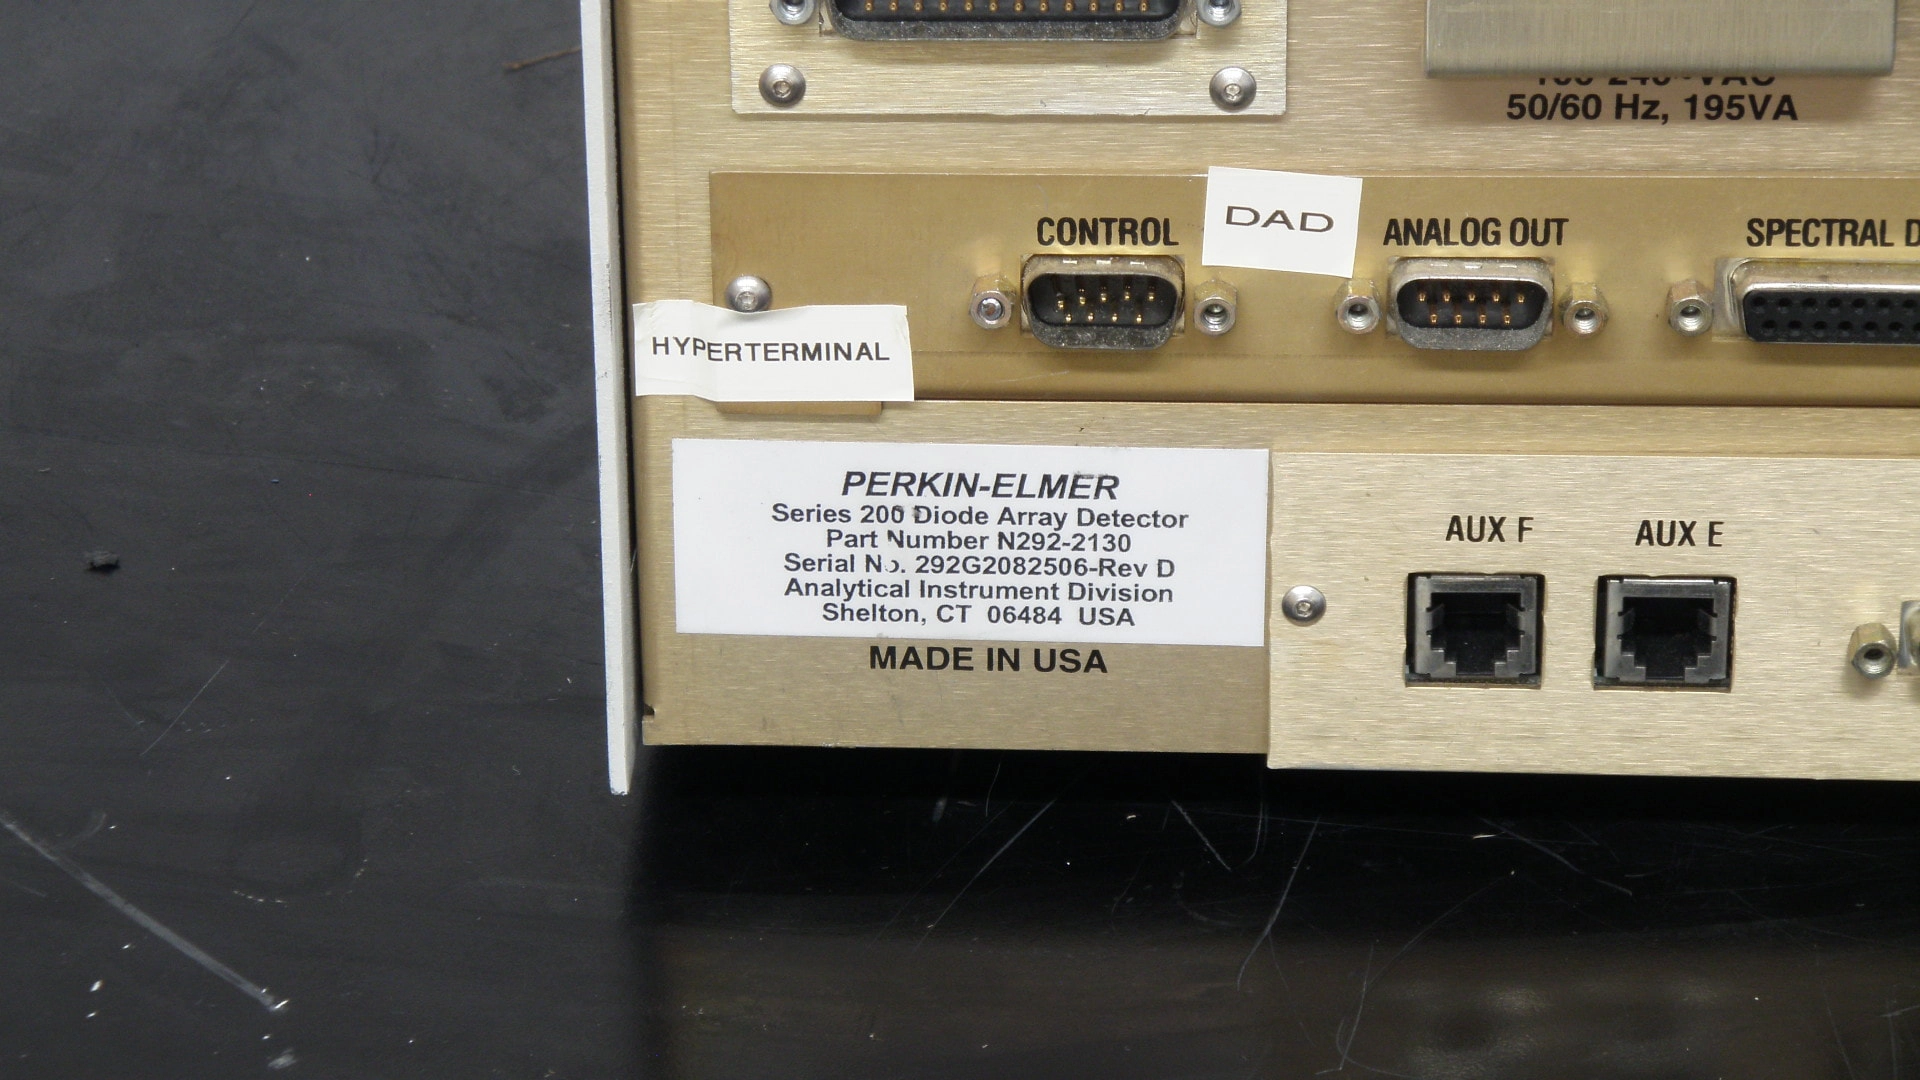 50/60 Hz, 195VA
CONTROL
DAD
ANALOG OUT
SPECTRAL D
HYPERTERMINAL
PERKIN-ELMER
Series 200 Diode Array Detector
Part Number N292-2130
Serial No. 292G2082506-Rev D
Analytical Instrument Division
Shelton, CT 06484 USA
MADE IN USA
AUX F
AUX E